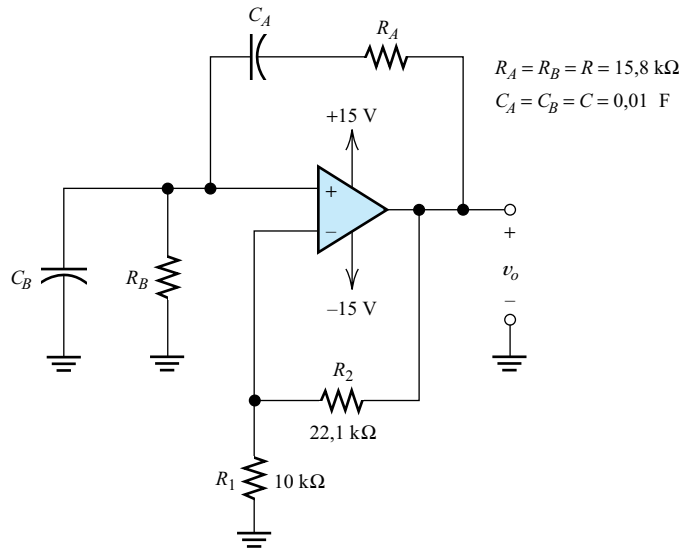 C_A
R_A
R_A = R_B = R = 15,8 kΩ
C_A = C_B = C = 0,01 F
+15 V
+
–
–15 V
C_B
R_B
+
v_o
–
R_2
22,1 kΩ
R_1
10 kΩ